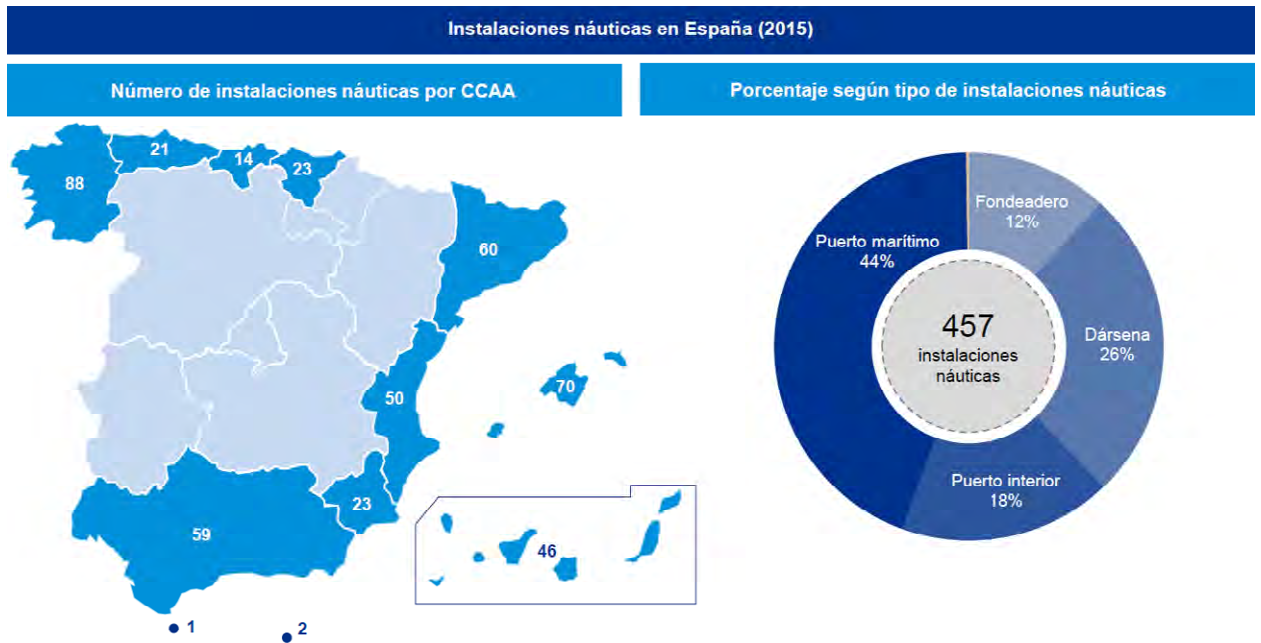 Instalaciones náuticas en España (2015)
Número de instalaciones náuticas por CCAA
Porcentaje según tipo de instalaciones náuticas
21
14
23
88
60
50
70
23
59
46
1
2
Fondeadero
12%
Puerto marítimo
44%
Dársena
26%
Puerto interior
18%
457
instalaciones
náuticas